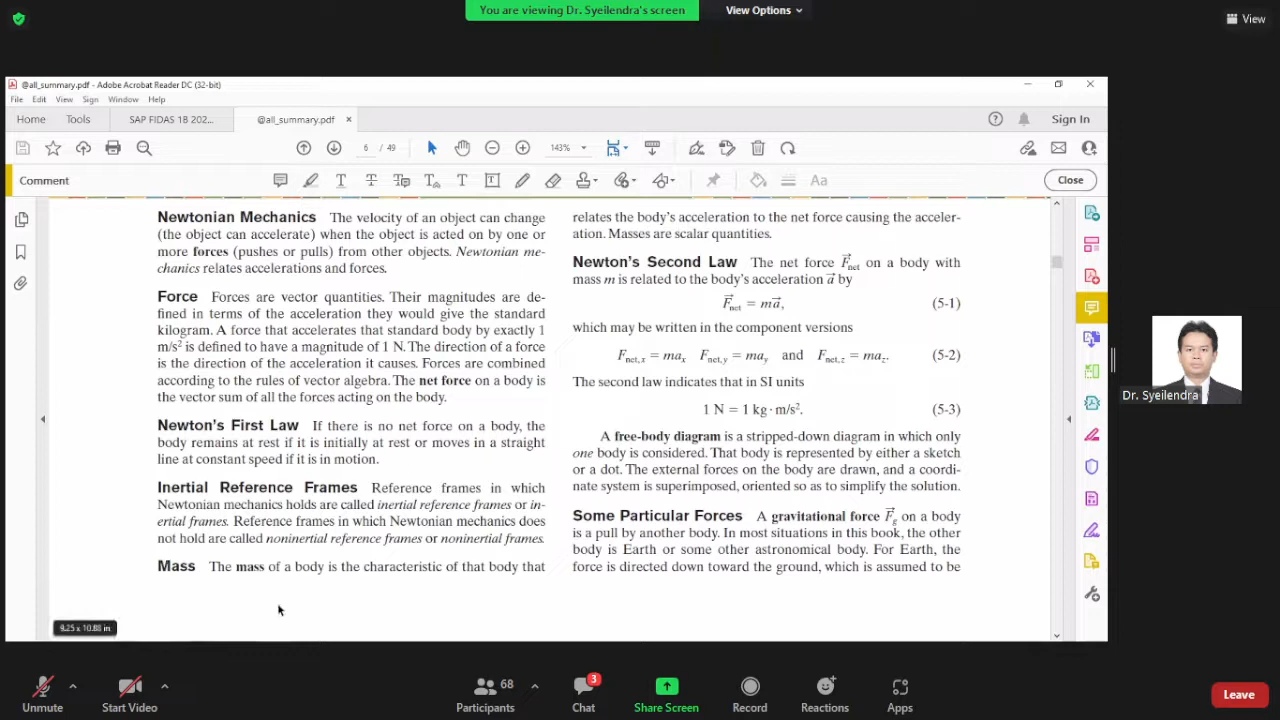 You are viewing Dr. Syeilendra's screen
View Options
View
@all_summary.pdf - Adobe Acrobat Reader DC (32-bit)
File Edit View Sign Window Help
Home Tools SAP FIDAS 1B 202... @all_summary.pdf × Sign In
6 / 49 143%
Comment Close
Newtonian Mechanics The velocity of an object can change
(the object can accelerate) when the object is acted on by one or
more forces (pushes or pulls) from other objects. Newtonian me-
chanics relates accelerations and forces.
Force Forces are vector quantities. Their magnitudes are de-
fined in terms of the acceleration they would give the standard
kilogram. A force that accelerates that standard body by exactly 1
m/s² is defined to have a magnitude of 1 N. The direction of a force
is the direction of the acceleration it causes. Forces are combined
according to the rules of vector algebra. The net force on a body is
the vector sum of all the forces acting on the body.
Newton's First Law If there is no net force on a body, the
body remains at rest if it is initially at rest or moves in a straight
line at constant speed if it is in motion.
Inertial Reference Frames Reference frames in which
Newtonian mechanics holds are called inertial reference frames or in-
ertial frames. Reference frames in which Newtonian mechanics does
not hold are called noninertial reference frames or noninertial frames.
Mass The mass of a body is the characteristic of that body that
relates the body's acceleration to the net force causing the acceler-
ation. Masses are scalar quantities.
Newton's Second Law The net force F⃗net on a body with
mass m is related to the body's acceleration a⃗ by
F⃗net = ma⃗, (5-1)
which may be written in the component versions
Fnet,x = max Fnet,y = may and Fnet,z = maz. (5-2)
The second law indicates that in SI units
1 N = 1 kg·m/s². (5-3)
A free-body diagram is a stripped-down diagram in which only
one body is considered. That body is represented by either a sketch
or a dot. The external forces on the body are drawn, and a coordi-
nate system is superimposed, oriented so as to simplify the solution.
Some Particular Forces A gravitational force F⃗g on a body
is a pull by another body. In most situations in this book, the other
body is Earth or some other astronomical body. For Earth, the
force is directed down toward the ground, which is assumed to be
9.25 x 10.88 in
Dr. Syeilendra
Unmute Start Video Participants 68 Chat 3 Share Screen Record Reactions Apps Leave